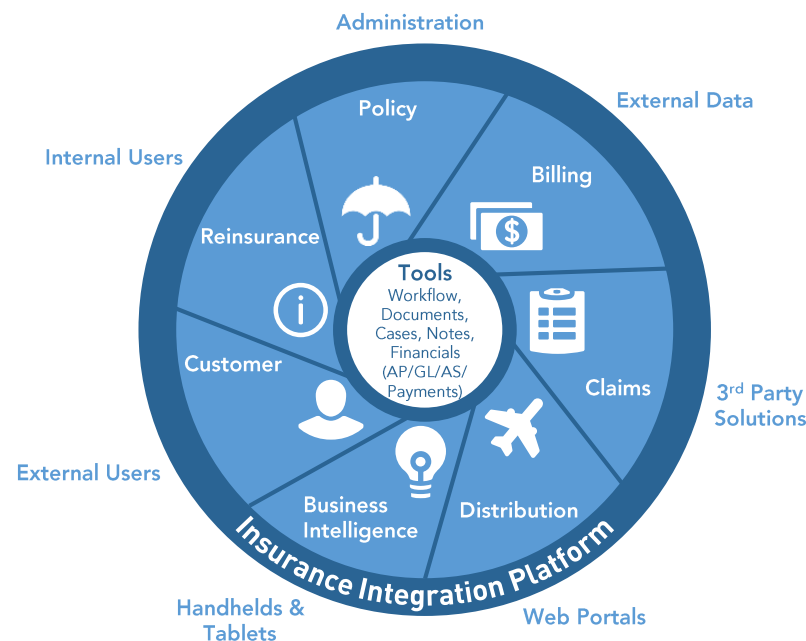 Administration
External Data
Internal Users
Policy
Billing
Reinsurance
Tools
Workflow,
Documents,
Cases, Notes,
Financials
(AP/GL/AS/
Payments)
$
i
Customer
Claims
3rd Party
Solutions
External Users
Business
Intelligence
Distribution
Insurance Integration Platform
Handhelds &
Tablets
Web Portals